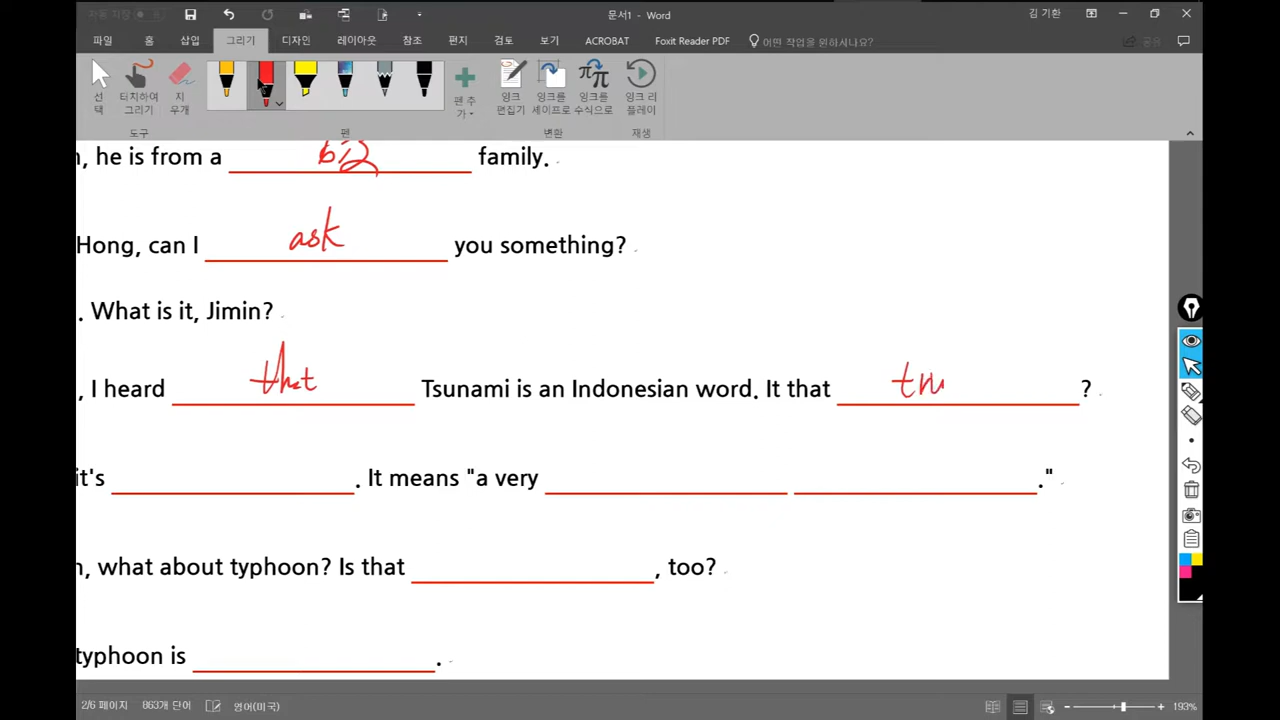 자동 저장
문서1 - Word
김 기환
파일 홈 삽입 그리기 디자인 레이아웃 참조 편지 검토 보기 ACROBAT Foxit Reader PDF 어떤 작업을 원하시나요? 공유
선택 터치하여 그리기 지우개 펜 추가 잉크 편집기 잉크를 셰이프로 잉크를 수식으로 잉크 리플레이
도구 펜 변환 재생
, he is from a big family.
Hong, can I ask you something?
. What is it, Jimin?
, I heard that Tsunami is an Indonesian word. It that ?
it's . It means "a very ."
, what about typhoon? Is that , too?
typhoon is .
2/6 페이지 863개 단어 영어(미국) 193%